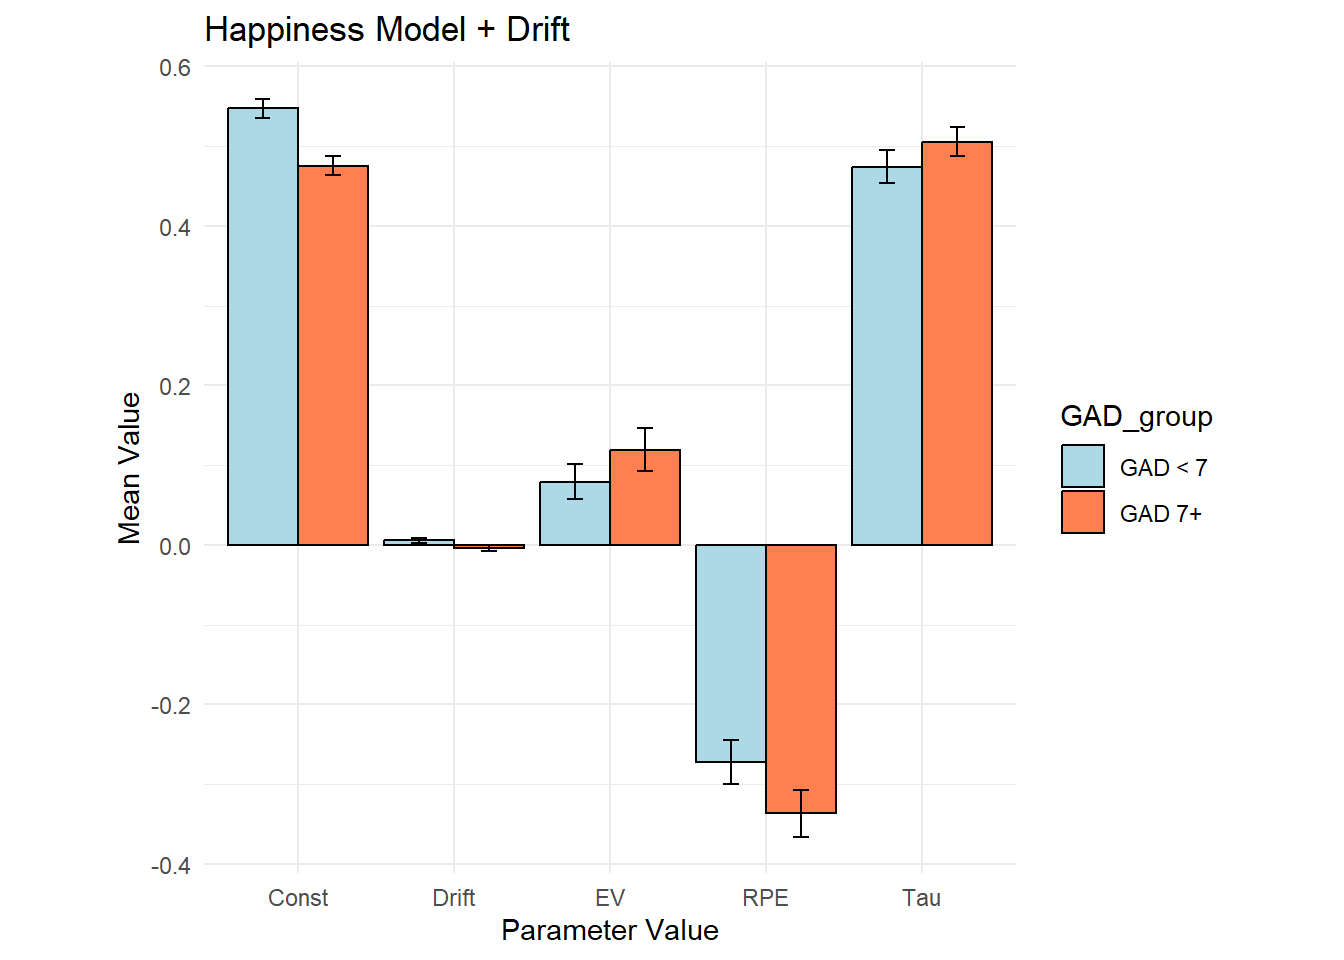 Happiness Model + Drift
0.6
0.4
0.2
0.0
-0.2
-0.4
Mean Value
Const
Drift
EV
RPE
Tau
Parameter Value
GAD_group
GAD < 7
GAD 7+